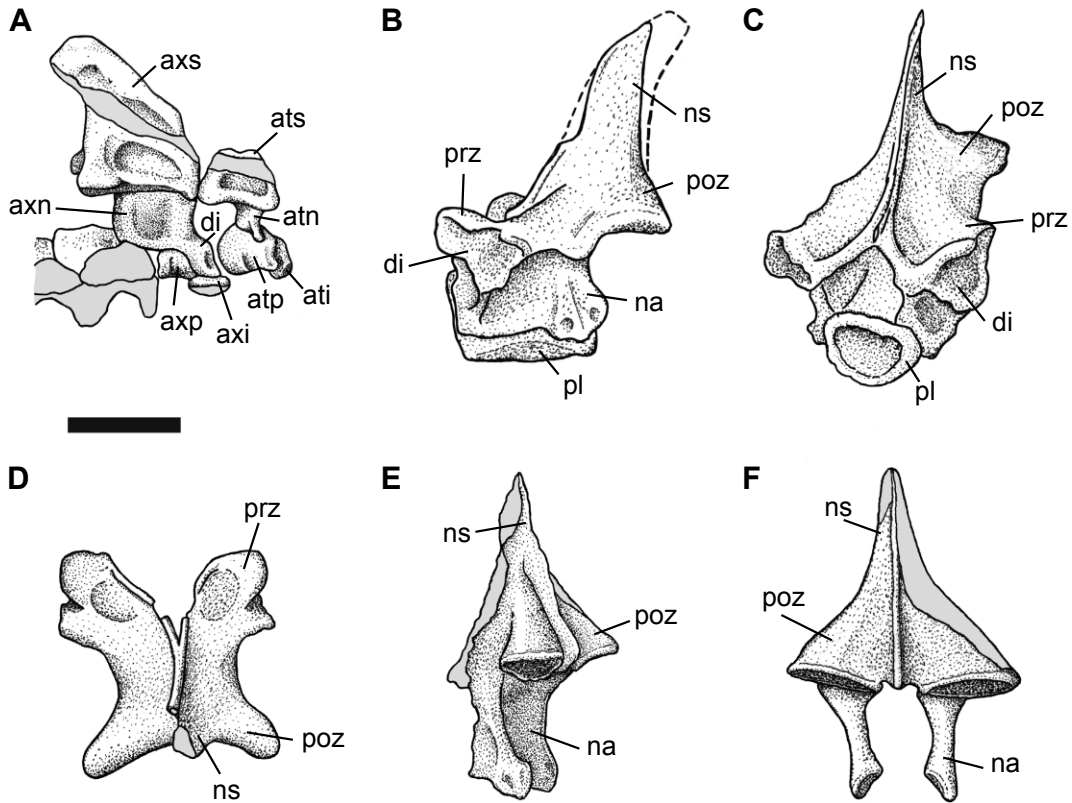 A
axs
ats
axn
di
atn
axp
axi
atp
ati
B
prz
ns
poz
di
na
pl
C
ns
poz
prz
di
pl
D
prz
poz
ns
E
ns
poz
na
F
ns
poz
na